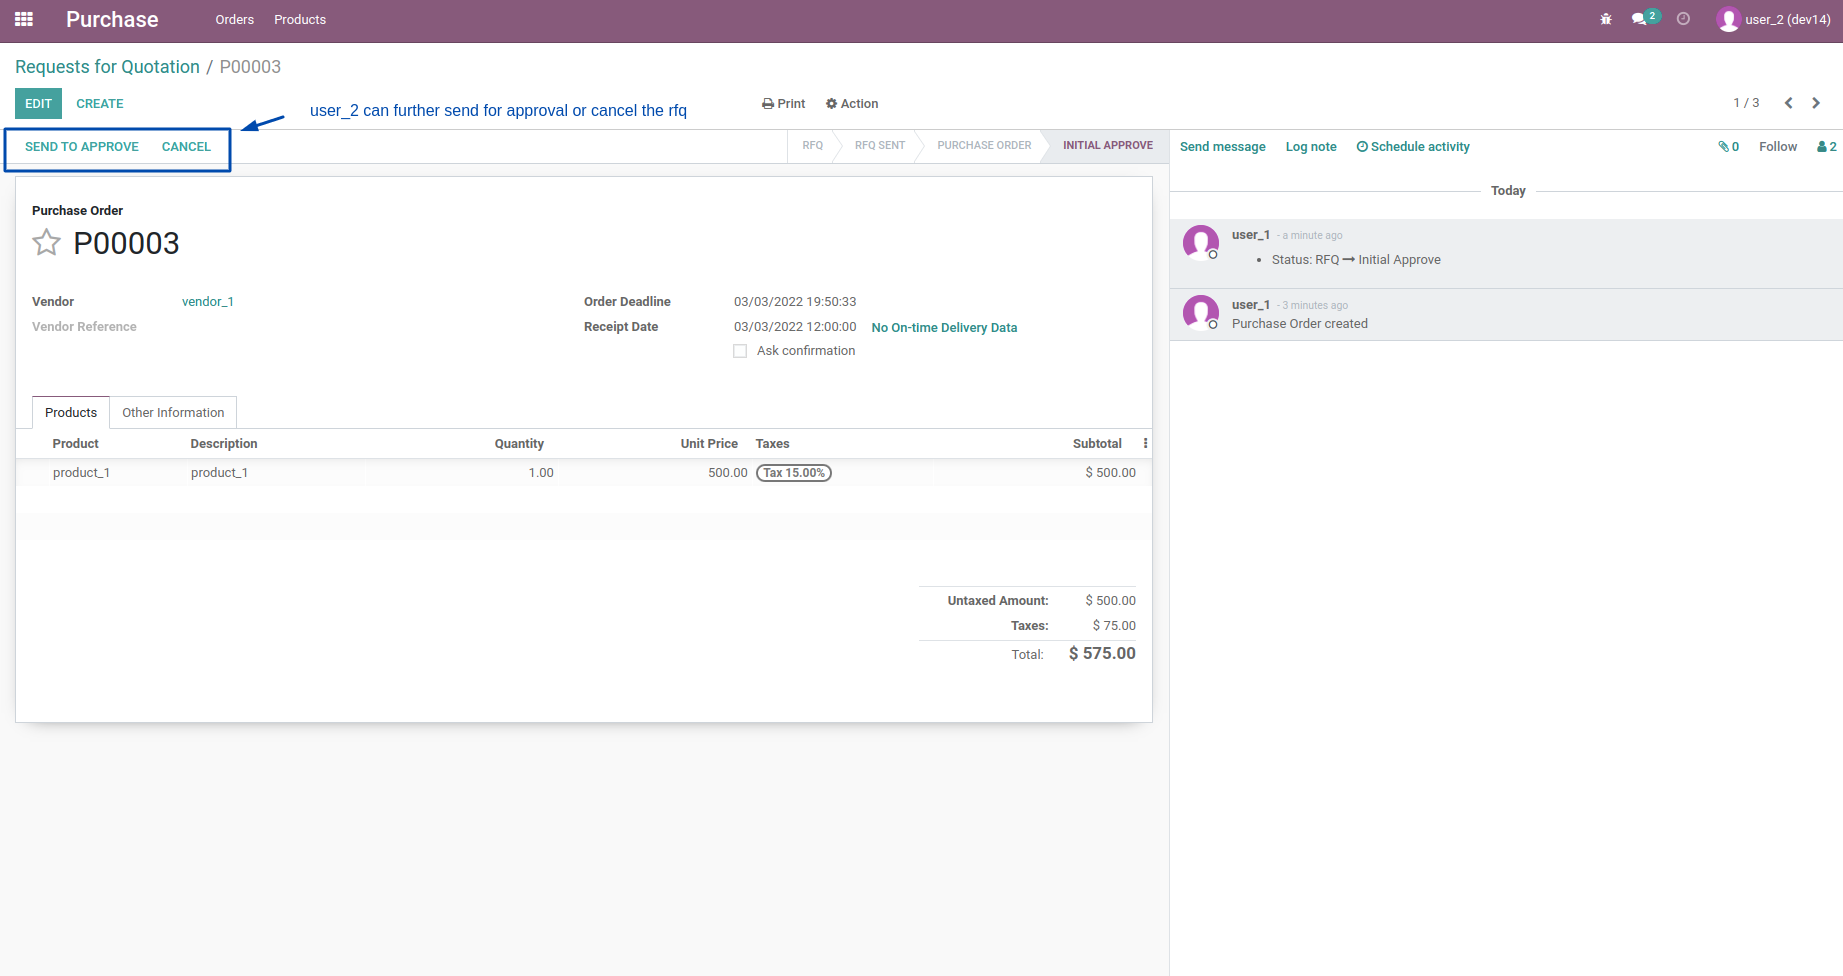 Purchase Orders Products 2 user_2 (dev14)
Requests for Quotation / P00003
EDIT CREATE user_2 can further send for approval or cancel the rfq Print Action 1 / 3
SEND TO APPROVE CANCEL RFQ RFQ SENT PURCHASE ORDER INITIAL APPROVE Send message Log note Schedule activity 0 Follow 2
Today
Purchase Order
P00003
user_1 - a minute ago
• Status: RFQ → Initial Approve
Vendor vendor_1 Order Deadline 03/03/2022 19:50:33
user_1 - 3 minutes ago
Purchase Order created
Vendor Reference Receipt Date 03/03/2022 12:00:00 No On-time Delivery Data
Ask confirmation
Products Other Information
Product Description Quantity Unit Price Taxes Subtotal
product_1 product_1 1.00 500.00 Tax 15.00% $ 500.00
Untaxed Amount: $ 500.00
Taxes: $ 75.00
Total: $ 575.00